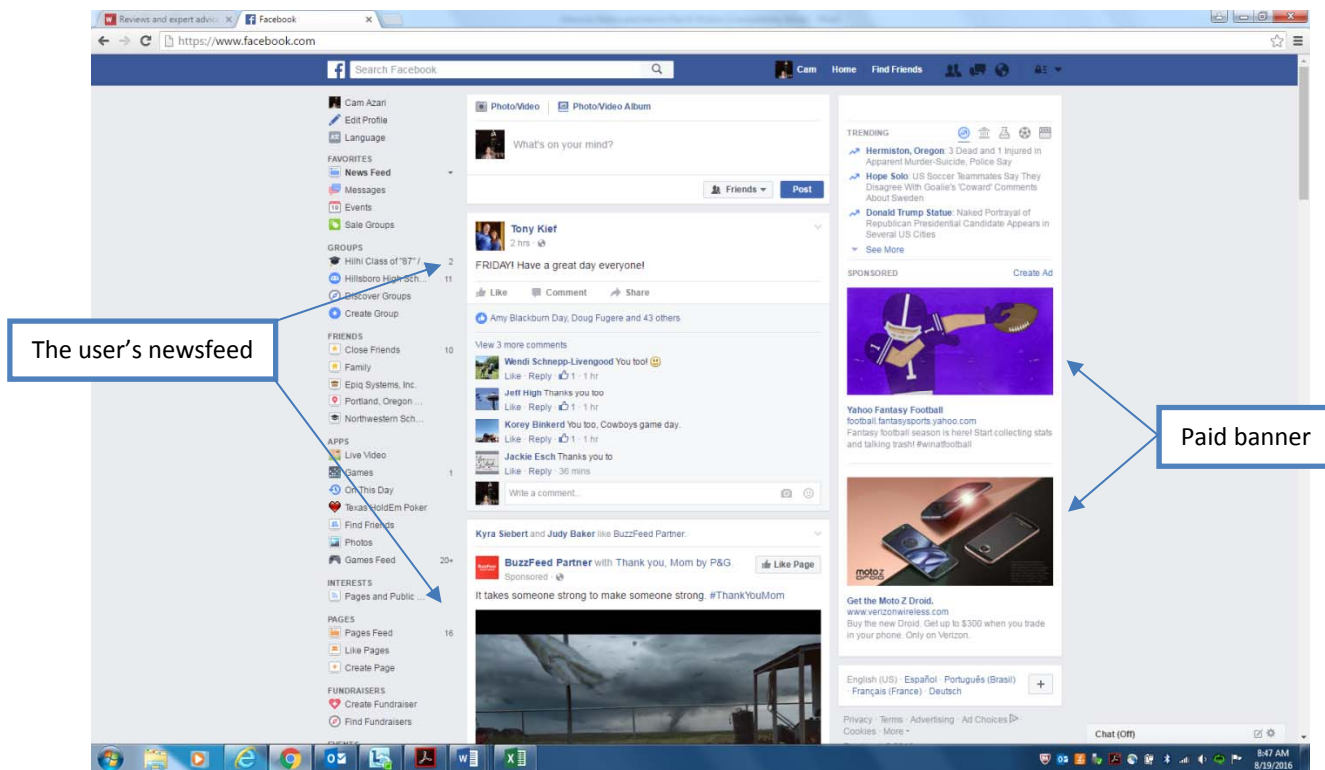 Reviews and expert advic
Facebook
https://www.facebook.com
Search Facebook
Cam
Home
Find Friends
Cam Azari
Edit Profile
Language
FAVORITES
News Feed
Messages
Events
Sale Groups
GROUPS
Hilhi Class of "87" / 2
Hillsboro High Sch... 11
Discover Groups
Create Group
FRIENDS
Close Friends 10
Family
Epiq Systems, Inc.
Portland, Oregon ...
Northwestern Sch...
APPS
Live Video
Games 1
On This Day
Texas HoldEm Poker
Find Friends
Photos
Games Feed 20+
INTERESTS
Pages and Public ...
PAGES
Pages Feed 16
Like Pages
Create Page
FUNDRAISERS
Create Fundraiser
Find Fundraisers
EVENTS
The user's newsfeed
Photo/Video
Photo/Video Album
What's on your mind?
Friends
Post
Tony Kief
2 hrs ·
FRIDAY! Have a great day everyone!
Like Comment Share
Amy Blackburn Day, Doug Fugere and 43 others
View 3 more comments
Wendi Schnepp-Livengood You too!
Like · Reply · 1 · 1 hr
Jeff High Thanks you too
Like · Reply · 1 · 1 hr
Korey Binkerd You too, Cowboys game day.
Like · Reply · 1 · 1 hr
Jackie Esch Thanks you to
Like · Reply · 36 mins
Write a comment...
Kyra Siebert and Judy Baker like BuzzFeed Partner.
BuzzFeed Partner with Thank you, Mom by P&G.
Sponsored ·
Like Page
It takes someone strong to make someone strong. #ThankYouMom
TRENDING
Hermiston, Oregon: 3 Dead and 1 Injured in
Apparent Murder-Suicide, Police Say
Hope Solo: US Soccer Teammates Say They
Disagree With Goalie's 'Coward' Comments
About Sweden
Donald Trump Statue: Naked Portrayal of
Republican Presidential Candidate Appears in
Several US Cities
See More
SPONSORED
Create Ad
Yahoo Fantasy Football
football.fantasysports.yahoo.com
Fantasy football season is here! Start collecting stats
and talking trash! #winatfootball
moto z
DROID
Get the Moto Z Droid.
www.verizonwireless.com
Buy the new Droid. Get up to $300 when you trade
in your phone. Only on Verizon.
Paid banner
English (US) · Español · Português (Brasil)
· Français (France) · Deutsch
Privacy · Terms · Advertising · Ad Choices
Cookies · More
Chat (Off)
8:47 AM
8/19/2016